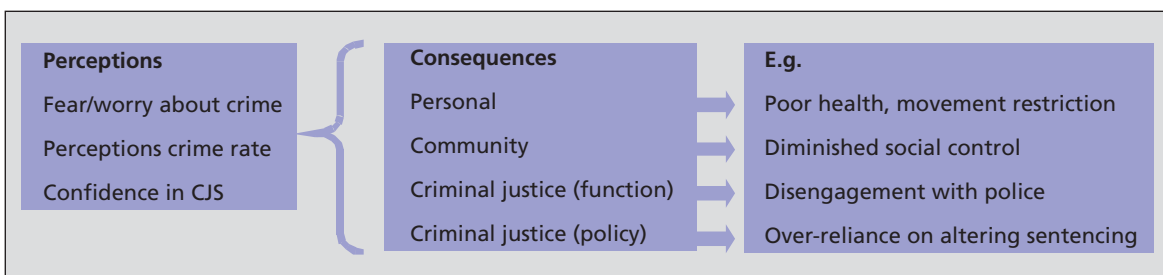 Perceptions
Fear/worry about crime
Perceptions crime rate
Confidence in CJS
Consequences
Personal
Community
Criminal justice (function)
Criminal justice (policy)
E.g.
Poor health, movement restriction
Diminished social control
Disengagement with police
Over-reliance on altering sentencing